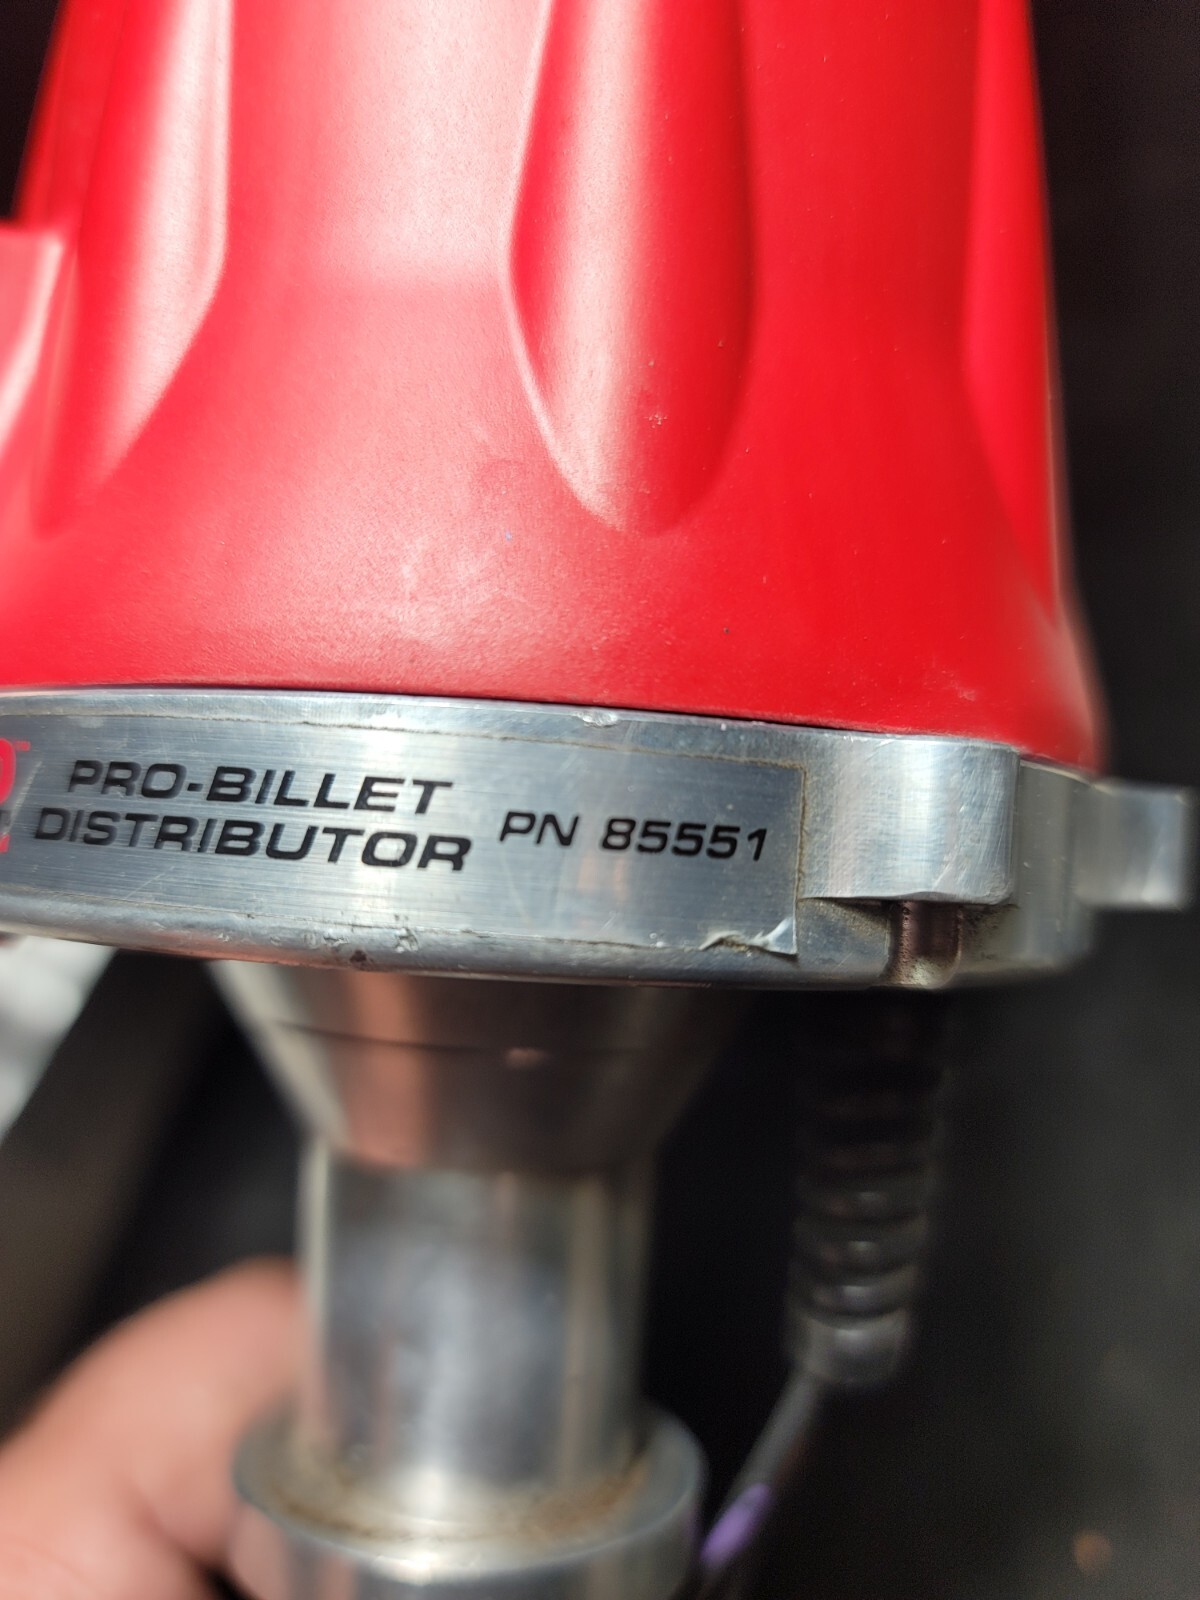 PRO-BILLET
DISTRIBUTOR PN 85551